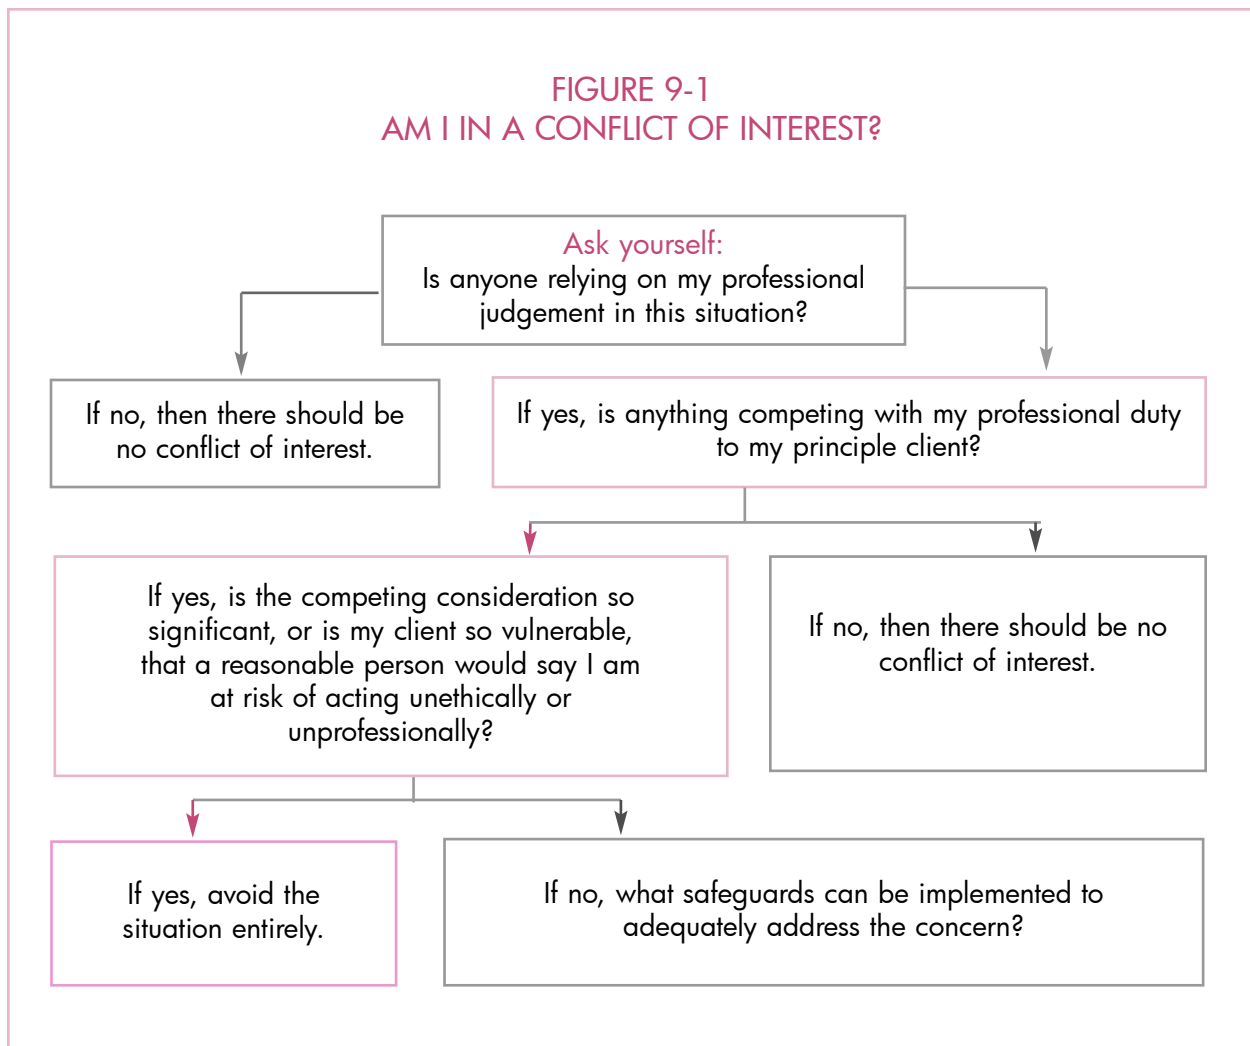 FIGURE 9-1
AM I IN A CONFLICT OF INTEREST?
Ask yourself:
Is anyone relying on my professional
judgement in this situation?
If no, then there should be
no conflict of interest.
If yes, is anything competing with my professional duty
to my principle client?
If yes, is the competing consideration so
significant, or is my client so vulnerable,
that a reasonable person would say I am
at risk of acting unethically or
unprofessionally?
If no, then there should be no
conflict of interest.
If yes, avoid the
situation entirely.
If no, what safeguards can be implemented to
adequately address the concern?